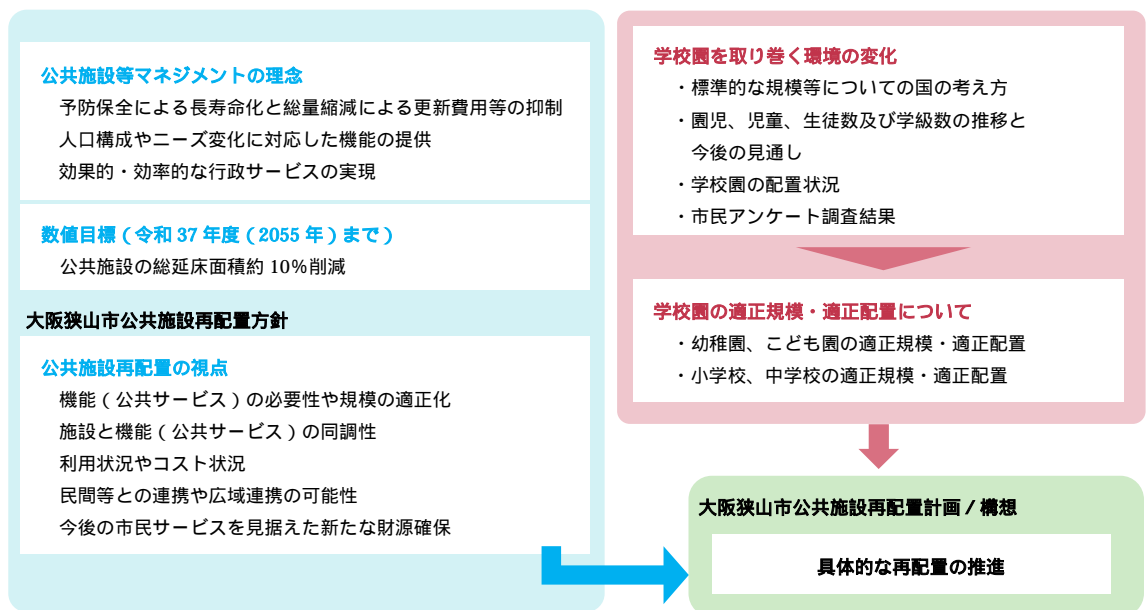 公共施設等マネジメントの理念
予防保全による長寿命化と総量縮減による更新費用等の抑制
人口構成やニーズ変化に対応した機能の提供
効果的・効率的な行政サービスの実現
数値目標（令和 37 年度（2055 年）まで）
公共施設の総延床面積約 10％削減
大阪狭山市公共施設再配置方針
公共施設再配置の視点
機能（公共サービス）の必要性や規模の適正化
施設と機能（公共サービス）の同調性
利用状況やコスト状況
民間等との連携や広域連携の可能性
今後の市民サービスを見据えた新たな財源確保
学校園を取り巻く環境の変化
・標準的な規模等についての国の考え方
・園児、児童、生徒数及び学級数の推移と
今後の見通し
・学校園の配置状況
・市民アンケート調査結果
学校園の適正規模・適正配置について
・幼稚園、こども園の適正規模・適正配置
・小学校、中学校の適正規模・適正配置
大阪狭山市公共施設再配置計画 / 構想
具体的な再配置の推進